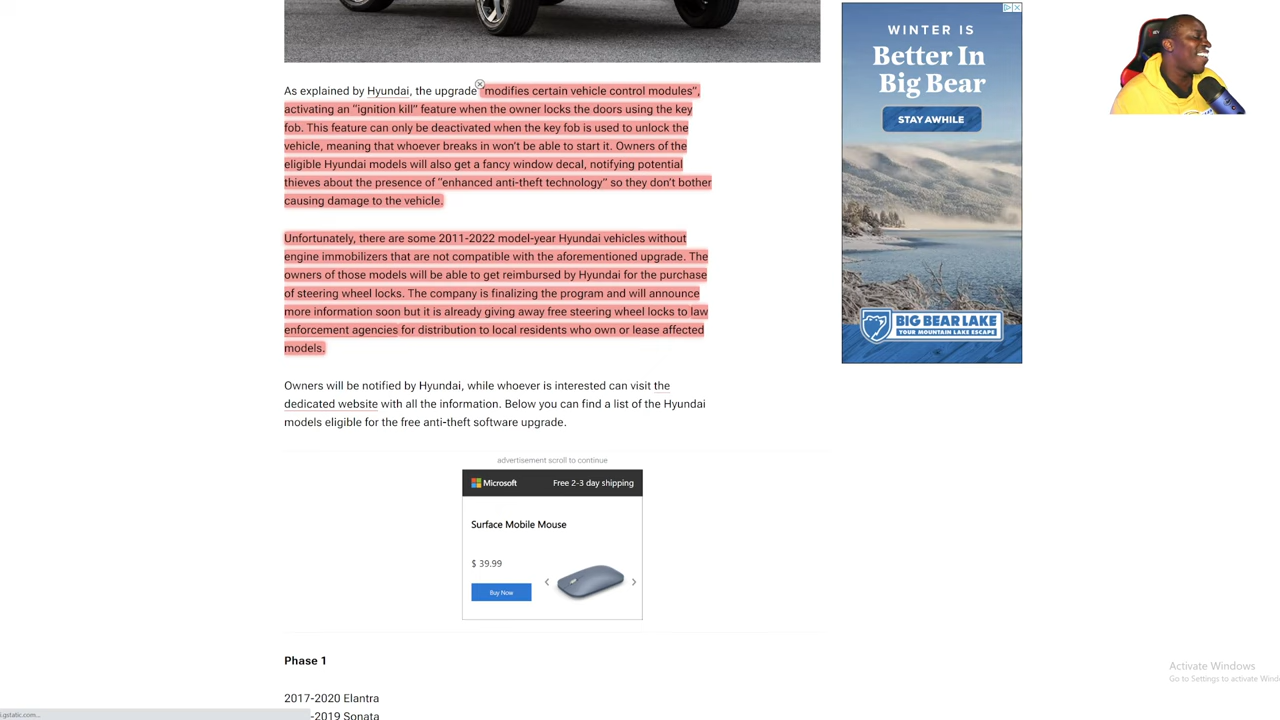 WINTER IS
Better In
Big Bear
STAY AWHILE
BIG BEAR LAKE
YOUR MOUNTAIN LAKE ESCAPE
As explained by Hyundai, the upgrade “modifies certain vehicle control modules”,
activating an “ignition kill” feature when the owner locks the doors using the key
fob. This feature can only be deactivated when the key fob is used to unlock the
vehicle, meaning that whoever breaks in won’t be able to start it. Owners of the
eligible Hyundai models will also get a fancy window decal, notifying potential
thieves about the presence of “enhanced anti-theft technology” so they don’t bother
causing damage to the vehicle.
Unfortunately, there are some 2011-2022 model-year Hyundai vehicles without
engine immobilizers that are not compatible with the aforementioned upgrade. The
owners of those models will be able to get reimbursed by Hyundai for the purchase
of steering wheel locks. The company is finalizing the program and will announce
more information soon but it is already giving away free steering wheel locks to law
enforcement agencies for distribution to local residents who own or lease affected
models.
Owners will be notified by Hyundai, while whoever is interested can visit the
dedicated website with all the information. Below you can find a list of the Hyundai
models eligible for the free anti-theft software upgrade.
advertisement scroll to continue
Microsoft Free 2-3 day shipping
Surface Mobile Mouse
$ 39.99
Buy Now
Phase 1
2017-2020 Elantra
-2019 Sonata
Activate Windows
Go to Settings to activate Wind
i.gstatic.com...